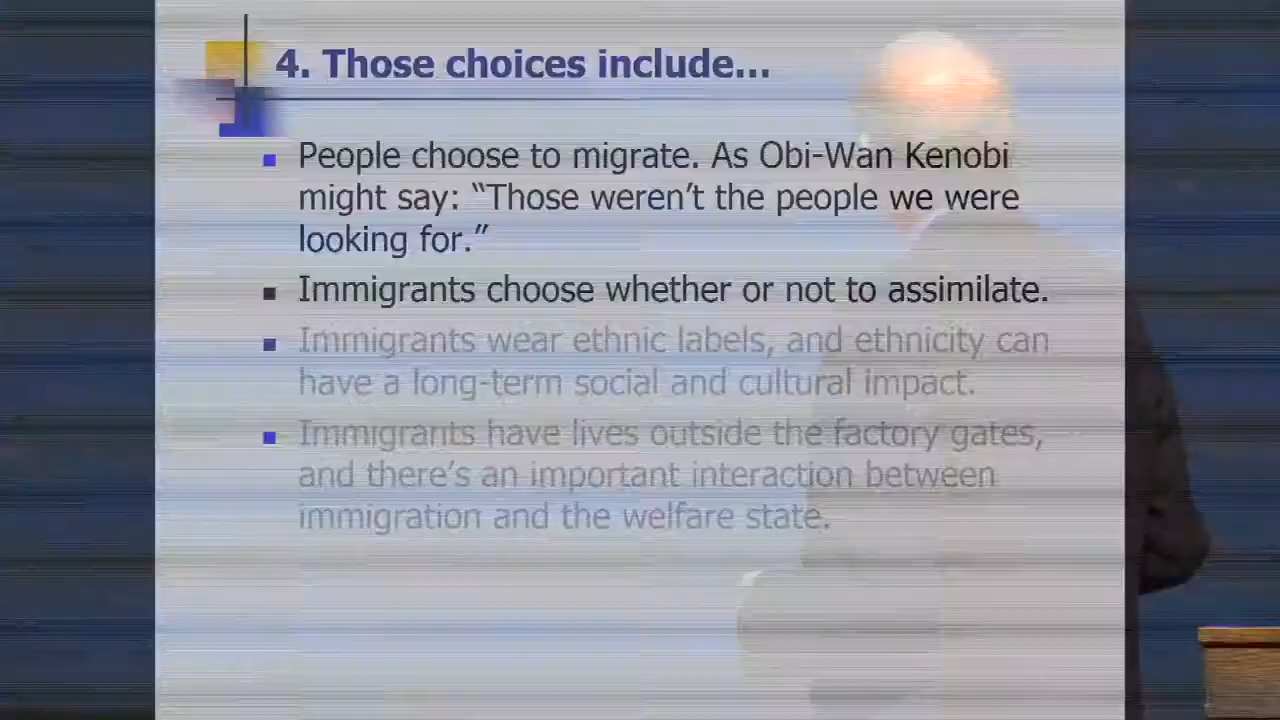 4. Those choices include...
People choose to migrate. As Obi-Wan Kenobi
might say: “Those weren’t the people we were
looking for.”
Immigrants choose whether or not to assimilate.
Immigrants wear ethnic labels, and ethnicity can
have a long-term social and cultural impact.
Immigrants have lives outside the factory gates,
and there’s an important interaction between
immigration and the welfare state.